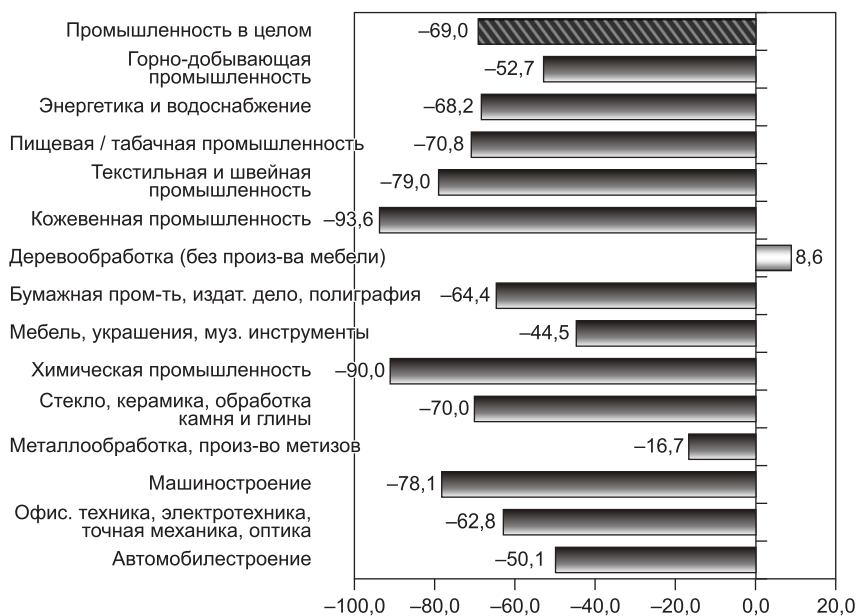 Промышленность в целом –69,0
Горно-добывающая
промышленность –52,7
Энергетика и водоснабжение –68,2
Пищевая / табачная промышленность –70,8
Текстильная и швейная
промышленность –79,0
Кожевенная промышленность –93,6
Деревообработка (без произ-ва мебели) 8,6
Бумажная пром-ть, издат. дело, полиграфия –64,4
Мебель, украшения, муз. инструменты –44,5
Химическая промышленность –90,0
Стекло, керамика, обработка
камня и глины –70,0
Металлообработка, произ-во метизов –16,7
Машиностроение –78,1
Офис. техника, электротехника,
точная механика, оптика –62,8
Автомобилестроение –50,1
–100,0 –80,0 –60,0 –40,0 –20,0 0,0 20,0